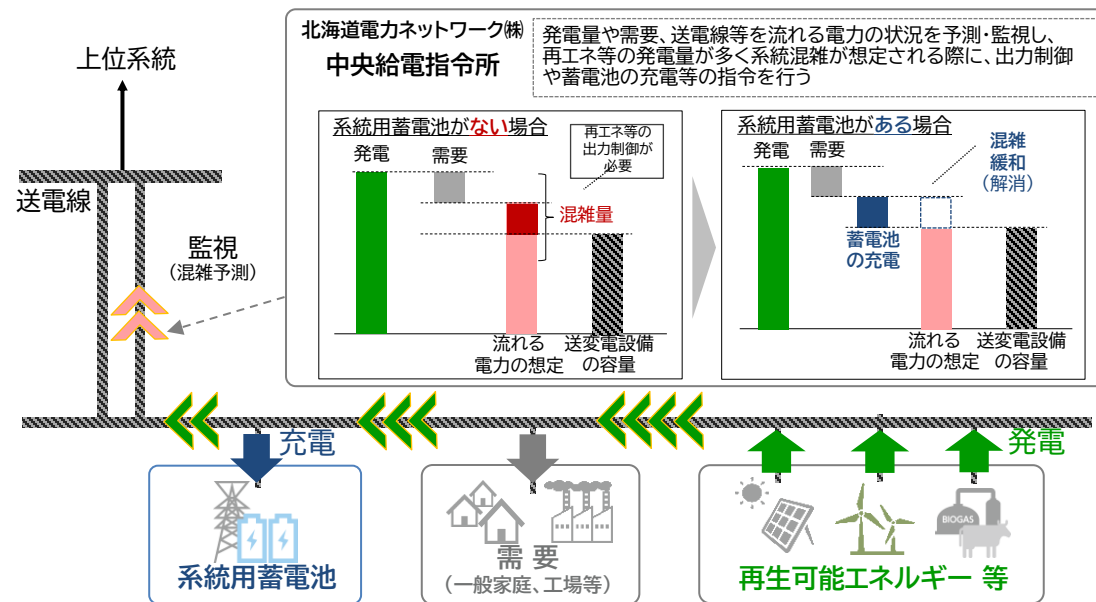 北海道電力ネットワーク㈱
中央給電指令所
発電量や需要、送電線等を流れる電力の状況を予測・監視し、
再エネ等の発電量が多く系統混雑が想定される際に、出力制御
や蓄電池の充電等の指令を行う
上位系統
送電線
監視
（混雑予測）
系統用蓄電池がない場合
発電
需要
再エネ等の
出力制御が
必要
混雑量
流れる
電力の想定
送変電設備
の容量
系統用蓄電池がある場合
発電
需要
混雑
緩和
（解消）
蓄電池
の充電
流れる
電力の想定
送変電設備
の容量
充電
発電
系統用蓄電池
需 要
（一般家庭、工場等）
BIOGAS
再生可能エネルギー 等